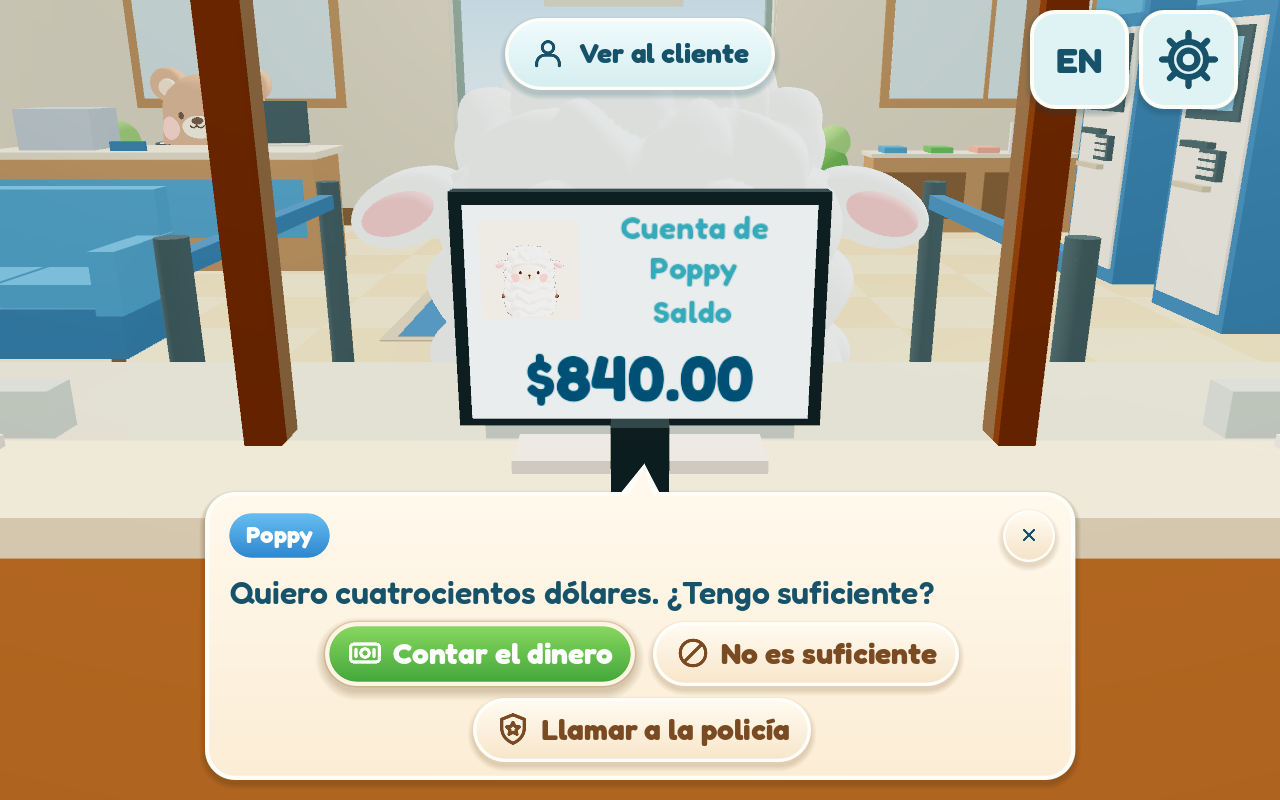 Ver al cliente
EN
Cuenta de
Poppy
Saldo
$840.00
Poppy
Quiero cuatrocientos dólares. ¿Tengo suficiente?
Contar el dinero
No es suficiente
Llamar a la policía